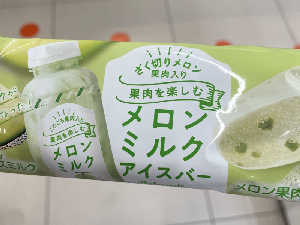 ざく切りメロン
果肉入り
果肉を楽しむ
メロン
ミルク
アイスバー
果肉を楽しむ
メロン
ミルク
メロン果肉